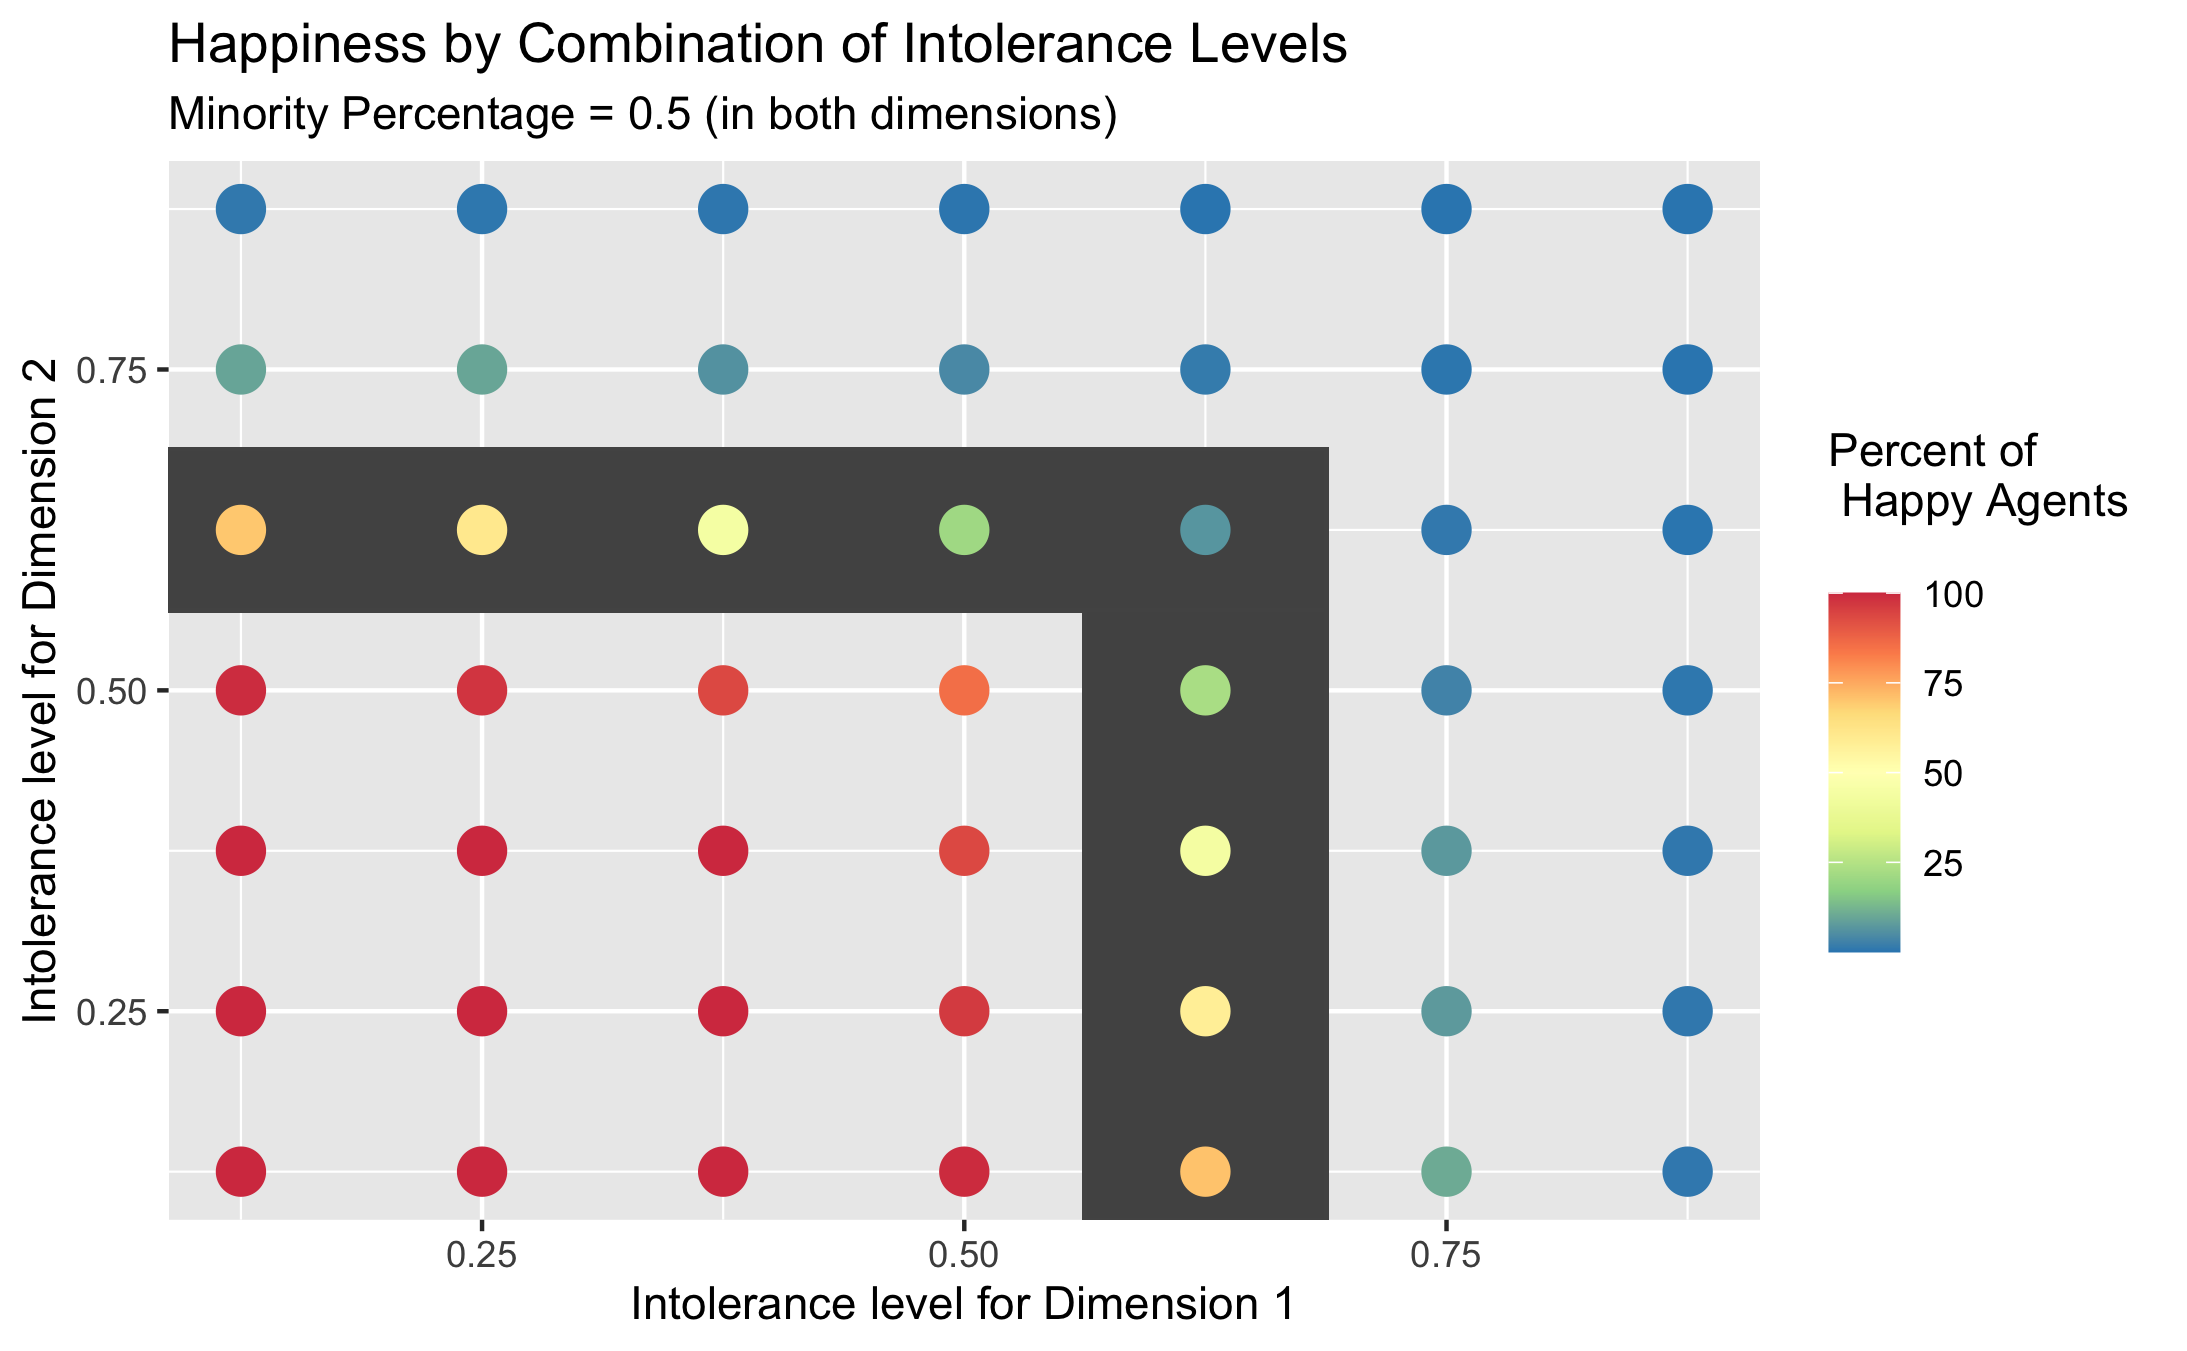 Happiness by Combination of Intolerance Levels
Minority Percentage = 0.5 (in both dimensions)
Intolerance level for Dimension 2
0.75
0.50
0.25
0.25
0.50
0.75
Intolerance level for Dimension 1
Percent of
Happy Agents
100
75
50
25